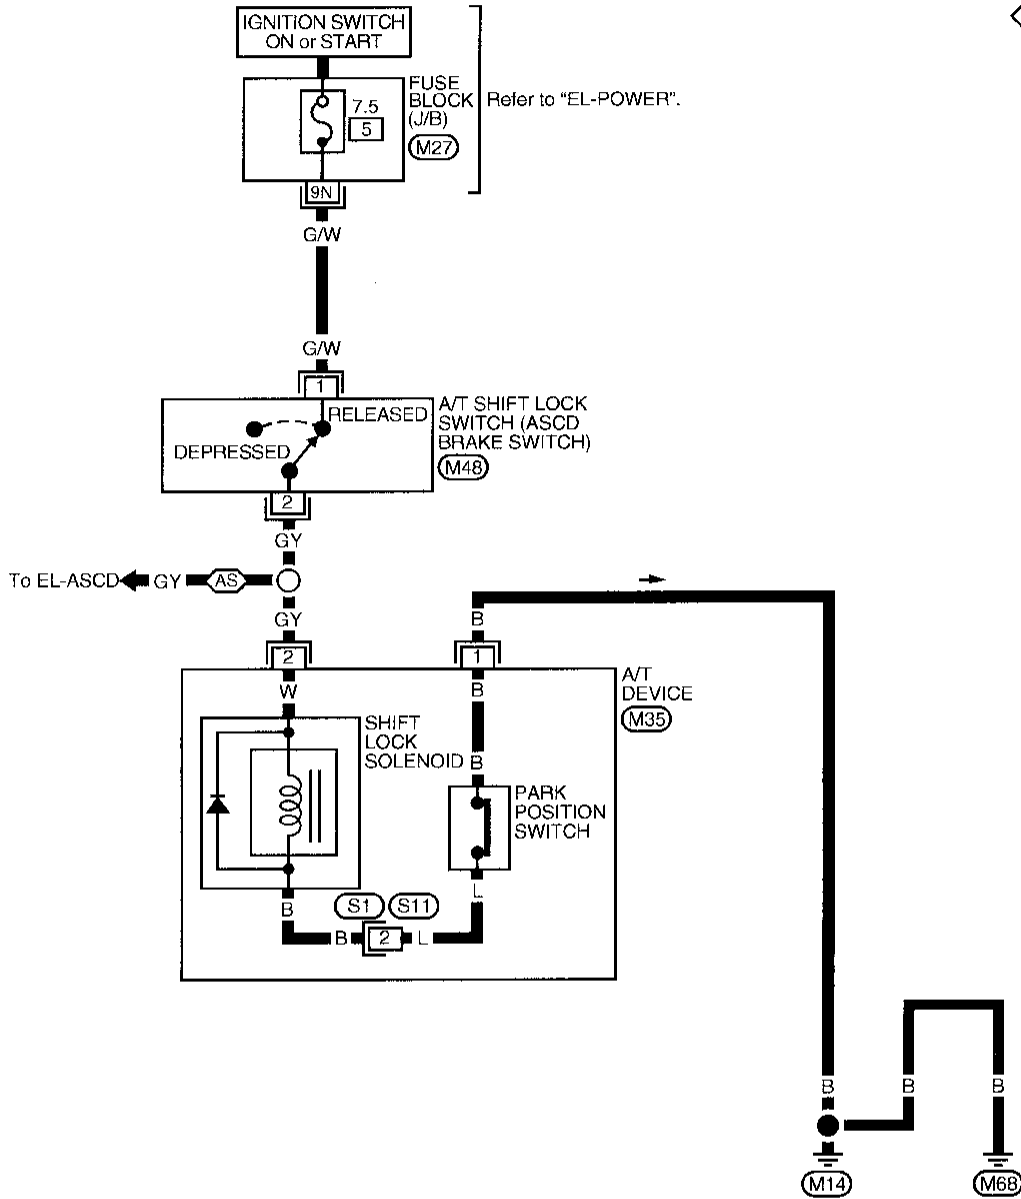 IGNITION SWITCH
ON or START
FUSE
BLOCK
(J/B)
M27
Refer to "EL-POWER".
7.5
5
9N
G/W
G/W
1
RELEASED
DEPRESSED
A/T SHIFT LOCK
SWITCH (ASCD
BRAKE SWITCH)
M48
2
GY
To EL-ASCD
GY
AS
GY
B
2
1
W
B
A/T
DEVICE
M35
SHIFT
LOCK
SOLENOID
B
PARK
POSITION
SWITCH
L
B
S1
S11
B
2
L
B
B
B
M14
M68